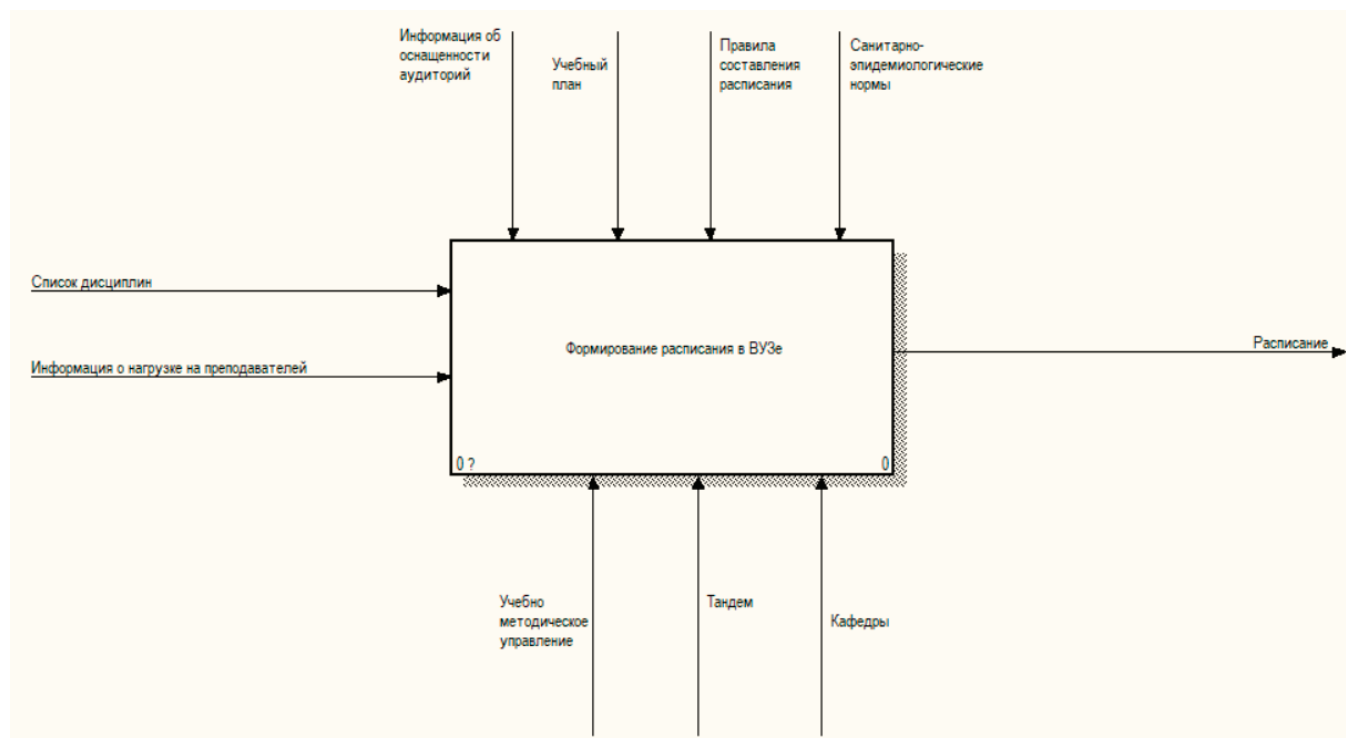 Информация об
оснащенности
аудиторий
Учебный
план
Правила
составления
расписания
Санитарно-
эпидемиологические
нормы
Список дисциплин
Информация о нагрузке на преподавателей
Формирование расписания в ВУЗе
Расписание
0 ?
0
Учебно
методическое
управление
Тандем
Кафедры